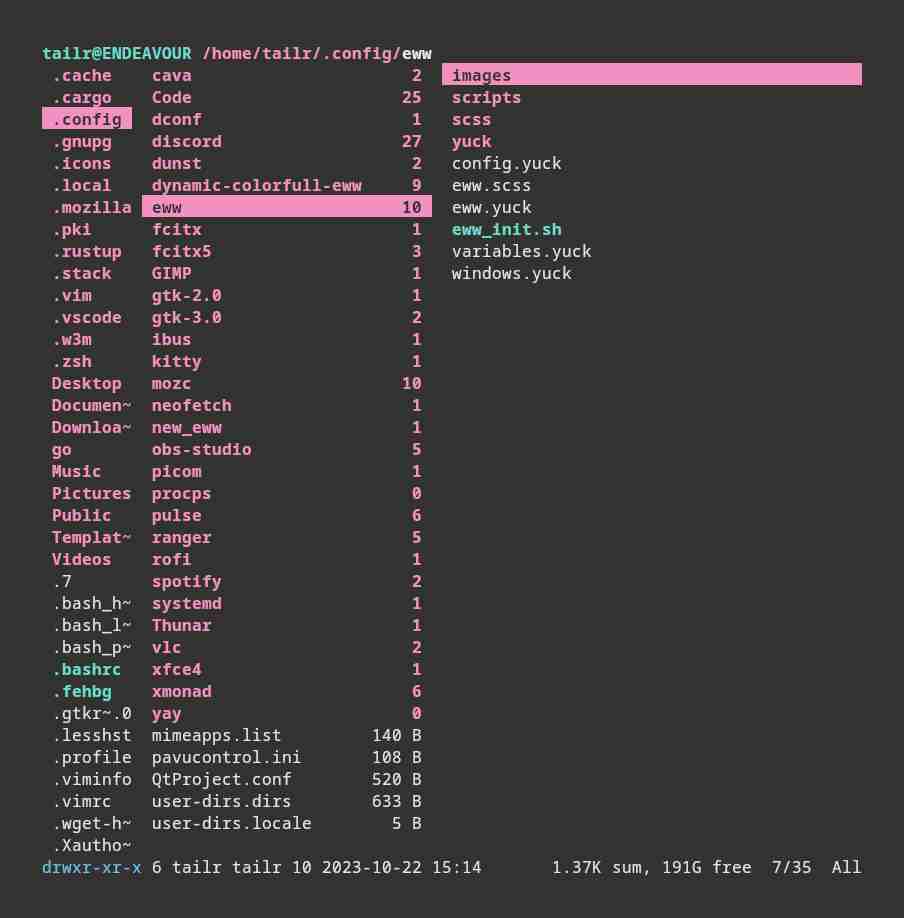 tailr@ENDEAVOUR /home/tailr/.config/eww
.cache cava 2 images
.cargo Code 25 scripts
.config dconf 1 scss
.gnupg discord 27 yuck
.icons dunst 2 config.yuck
.local dynamic-colorfull-eww 9 eww.scss
.mozilla eww 10 eww.yuck
.pki fcitx 1 eww_init.sh
.rustup fcitx5 3 variables.yuck
.stack GIMP 1 windows.yuck
.vim gtk-2.0 1
.vscode gtk-3.0 2
.w3m ibus 1
.zsh kitty 1
Desktop mozc 10
Documen~ neofetch 1
Downloa~ new_eww 1
go obs-studio 5
Music picom 1
Pictures procps 0
Public pulse 6
Templat~ ranger 5
Videos rofi 1
.7 spotify 2
.bash_h~ systemd 1
.bash_l~ Thunar 1
.bash_p~ vlc 2
.bashrc xfce4 1
.fehbg xmonad 6
.gtkr~.0 yay 0
.lesshst mimeapps.list 140 B
.profile pavucontrol.ini 108 B
.viminfo QtProject.conf 520 B
.vimrc user-dirs.dirs 633 B
.wget-h~ user-dirs.locale 5 B
.Xautho~
drwxr-xr-x 6 tailr tailr 10 2023-10-22 15:14 1.37K sum, 191G free 7/35 All